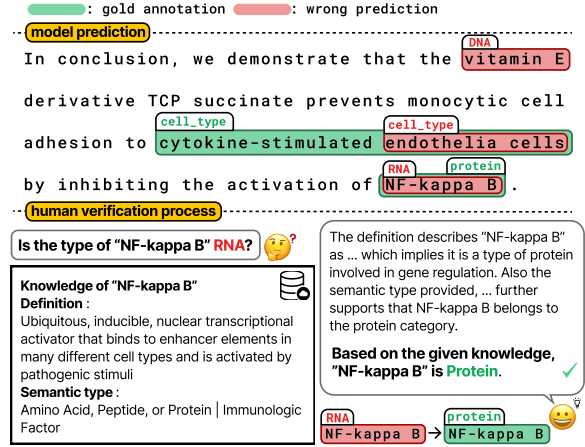 : gold annotation : wrong prediction
model prediction
DNA
In conclusion, we demonstrate that the vitamin E
derivative TCP succinate prevents monocytic cell
cell_type cell_type
adhesion to cytokine-stimulated endothelia cells
RNA protein
by inhibiting the activation of NF-kappa B .
human verification process
Is the type of "NF-kappa B" RNA?
?
Knowledge of "NF-kappa B"
Definition :
Ubiquitous, inducible, nuclear transcriptional
activator that binds to enhancer elements in
many different cell types and is activated by
pathogenic stimuli
Semantic type :
Amino Acid, Peptide, or Protein | Immunologic
Factor
The definition describes "NF-kappa B"
as ... which implies it is a type of protein
involved in gene regulation. Also the
semantic type provided, ... further
supports that NF-kappa B belongs to
the protein category.
Based on the given knowledge,
"NF-kappa B" is Protein.
RNA protein
NF-kappa B → NF-kappa B